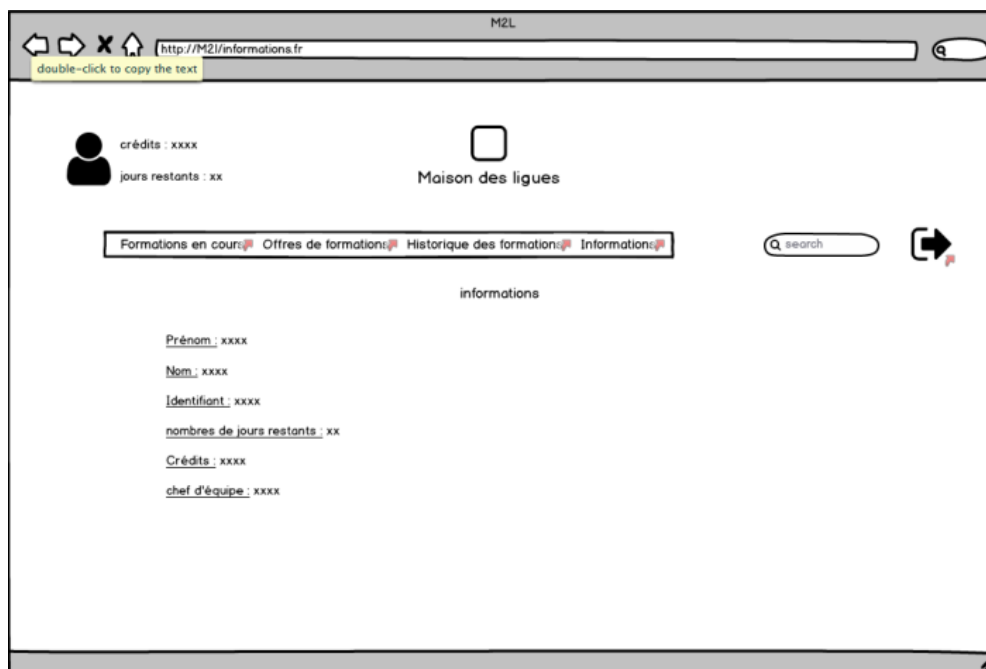 M2L
http://M2l/informations.fr
double-click to copy the text
crédits : xxxx
jours restants : xx
Maison des ligues
Formations en cours Offres de formations Historique des formations Informations
search
informations
Prénom : xxxx
Nom : xxxx
Identifiant : xxxx
nombres de jours restants : xx
Crédits : xxxx
chef d'équipe : xxxx